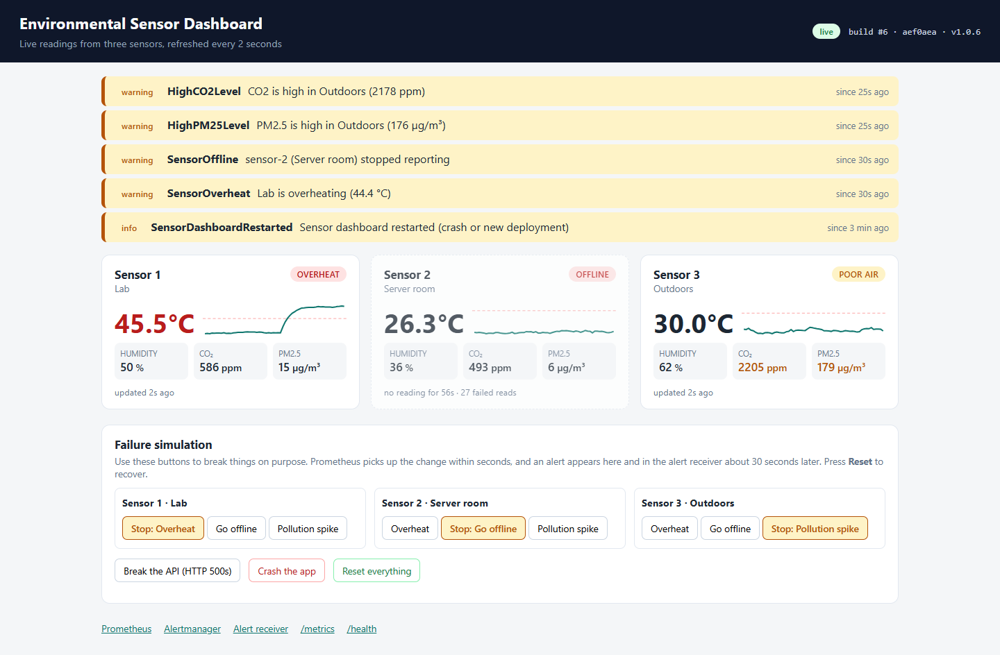 Environmental Sensor Dashboard
Live readings from three sensors, refreshed every 2 seconds
live build #6 · aef0aea · v1.0.6
warning HighCO2Level CO2 is high in Outdoors (2178 ppm) since 25s ago
warning HighPM25Level PM2.5 is high in Outdoors (176 µg/m³) since 25s ago
warning SensorOffline sensor-2 (Server room) stopped reporting since 30s ago
warning SensorOverheat Lab is overheating (44.4 °C) since 30s ago
info SensorDashboardRestarted Sensor dashboard restarted (crash or new deployment) since 3 min ago
Sensor 1 OVERHEAT
Lab
45.5°C
HUMIDITY CO₂ PM2.5
50 % 586 ppm 15 µg/m³
updated 2s ago
Sensor 2 OFFLINE
Server room
26.3°C
HUMIDITY CO₂ PM2.5
36 % 493 ppm 6 µg/m³
no reading for 56s · 27 failed reads
Sensor 3 POOR AIR
Outdoors
30.0°C
HUMIDITY CO₂ PM2.5
62 % 2205 ppm 179 µg/m³
updated 2s ago
Failure simulation
Use these buttons to break things on purpose. Prometheus picks up the change within seconds, and an alert appears here and in the alert receiver about 30 seconds later. Press Reset to
recover.
Sensor 1 · Lab
Stop: Overheat Go offline Pollution spike
Sensor 2 · Server room
Overheat Stop: Go offline Pollution spike
Sensor 3 · Outdoors
Overheat Go offline Stop: Pollution spike
Break the API (HTTP 500s) Crash the app Reset everything
Prometheus Alertmanager Alert receiver /metrics /health